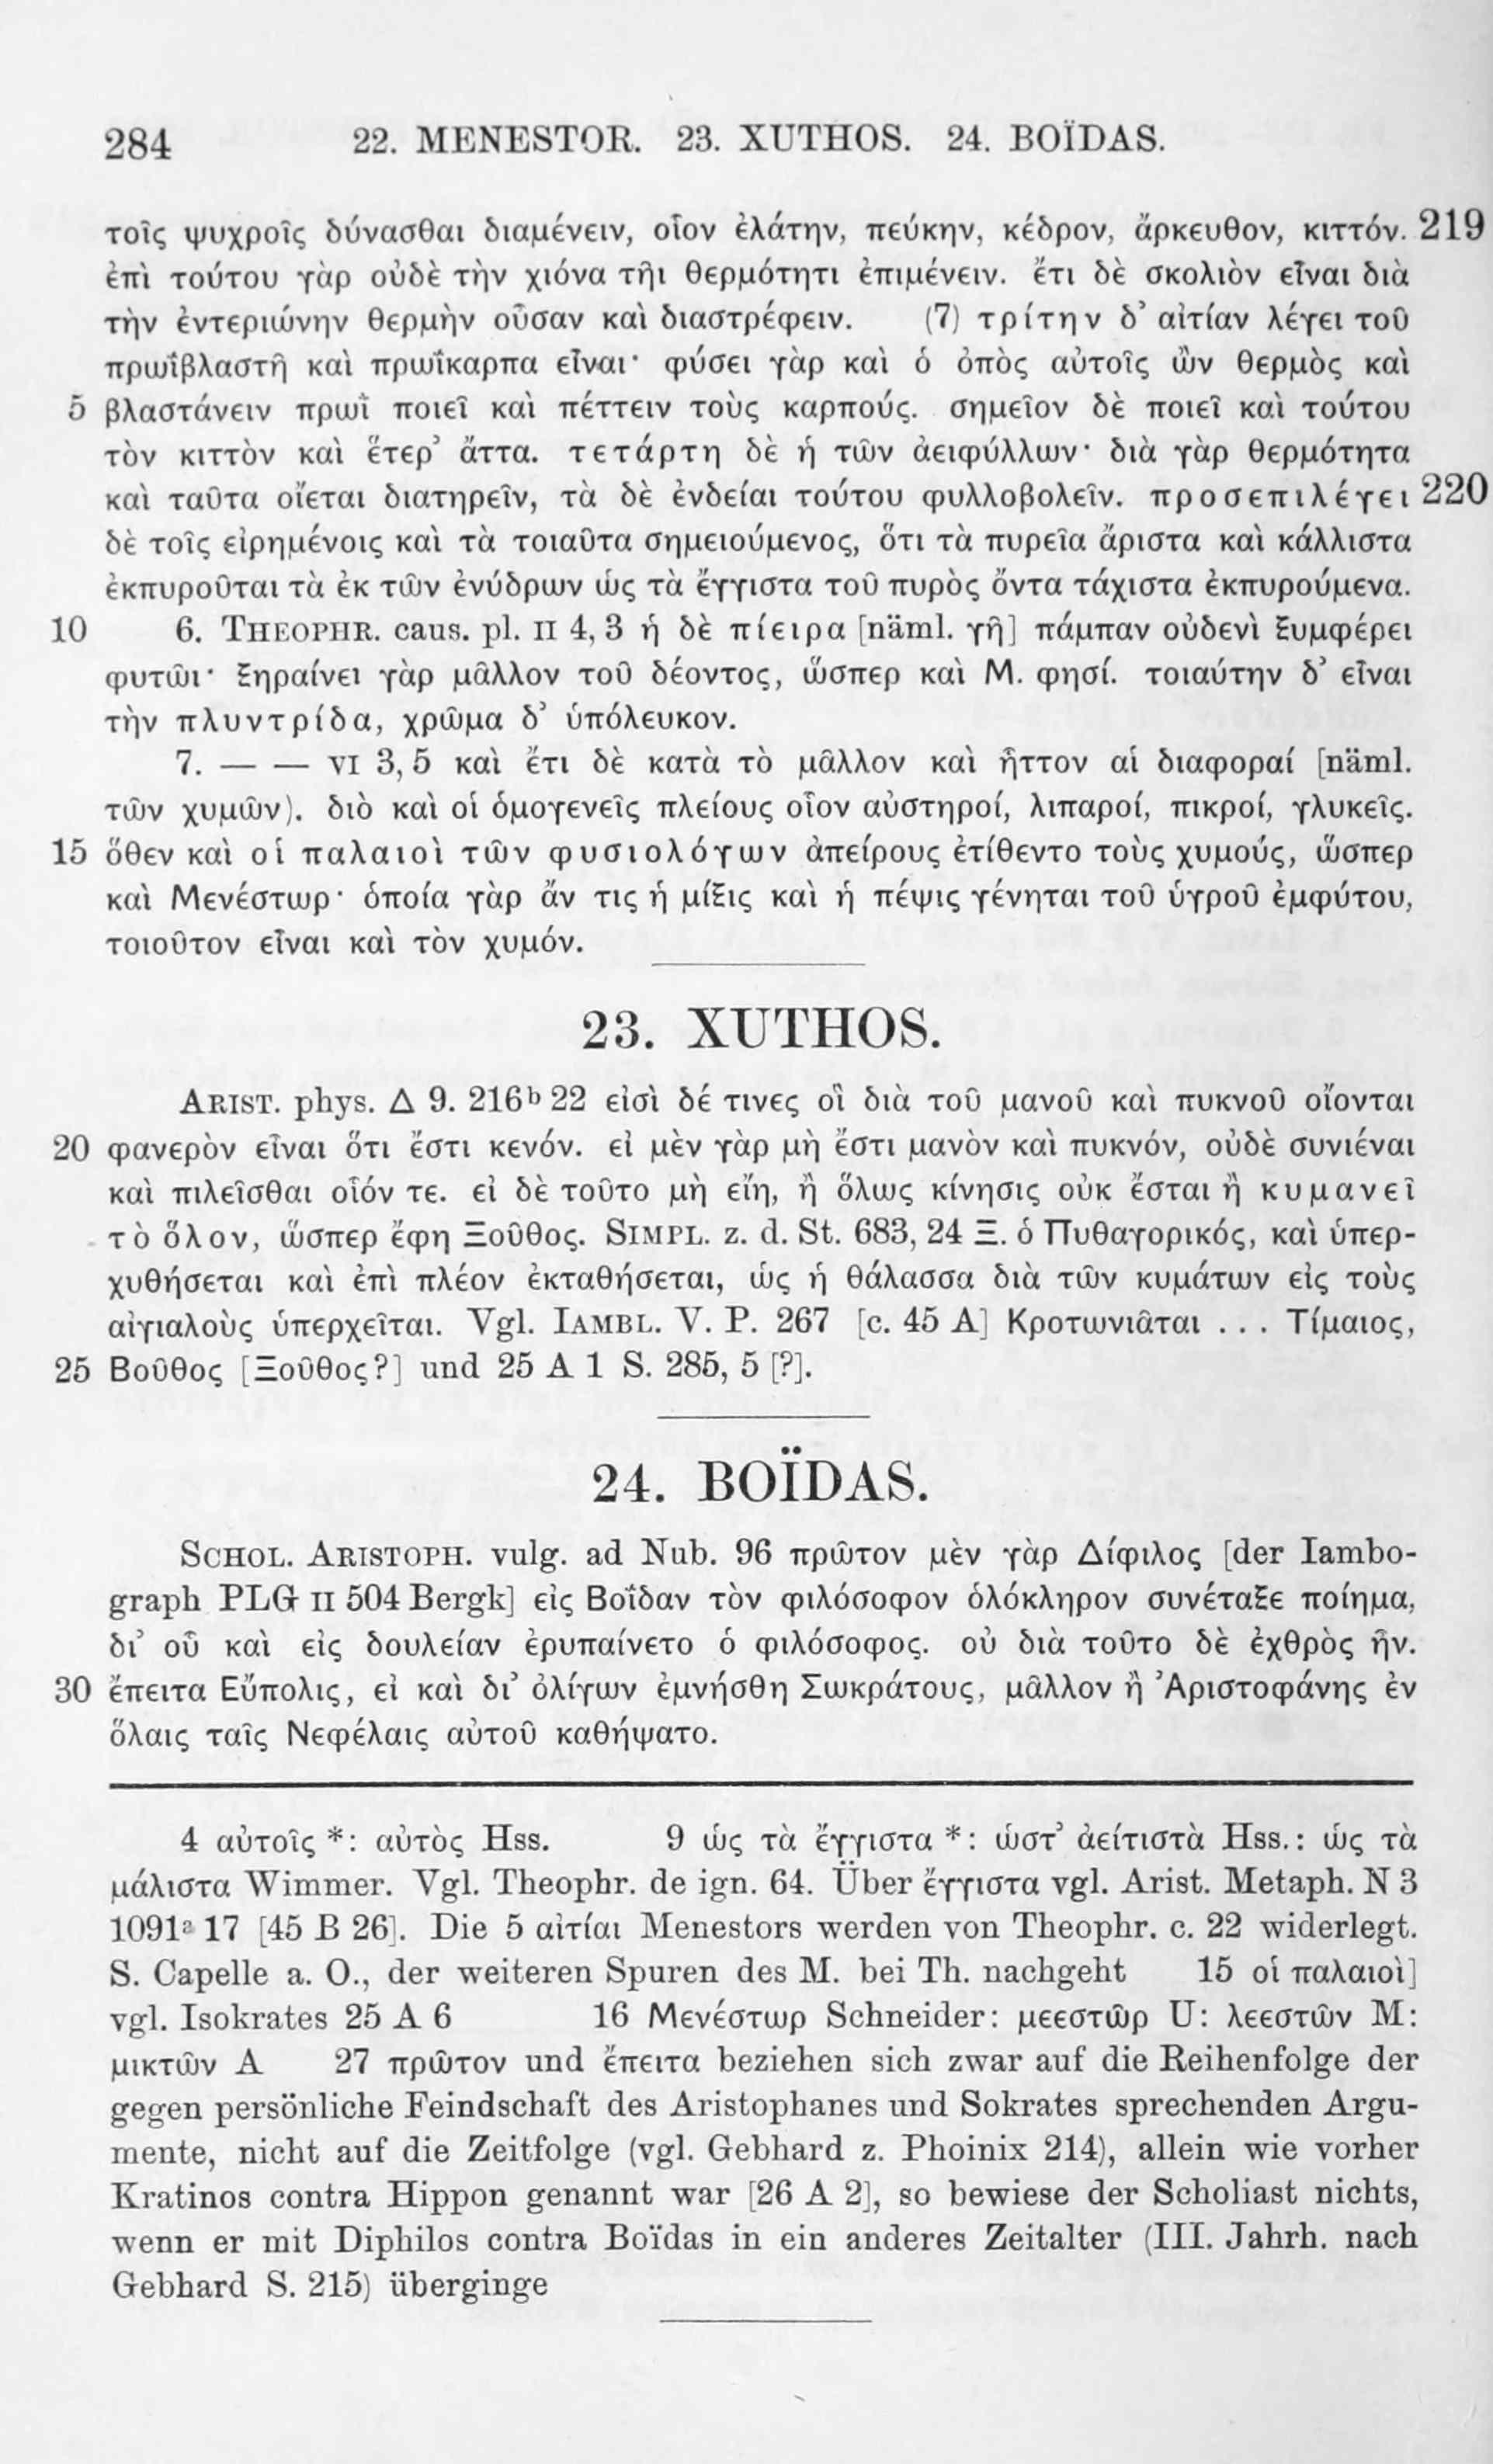 284 22. MENESTOR. 23. XUTHOS. 24. BOÏDAS.
τοῖς ψυχροῖς δύνασθαι διαμένειν, οἷον ἐλάτην, πεύκην, κέδρον, ἄρκευθον, κιττόν. 219
ἐπὶ τούτου γὰρ οὐδὲ τὴν χιόνα τῆι θερμότητι ἐπιμένειν. ἔτι δὲ σκολιὸν εἶναι διὰ
τὴν ἐντεριώνην θερμὴν οὖσαν καὶ διαστρέφειν. (7) τρίτην δ’ αἰτίαν λέγει τοῦ
πρωϊβλαστῆ καὶ πρωΐκαρπα εἶναι· φύσει γὰρ καὶ ὁ ὀπὸς αὐτοῖς ὢν θερμὸς καὶ
5 βλαστάνειν πρωῒ ποιεῖ καὶ πέττειν τοὺς καρπούς. σημεῖον δὲ ποιεῖ καὶ τούτου
τὸν κιττὸν καὶ ἕτερ’ ἄττα. τετάρτη δὲ ἡ τῶν ἀειφύλλων· διὰ γὰρ θερμότητα
καὶ ταῦτα οἴεται διατηρεῖν, τὰ δὲ ἐνδείαι τούτου φυλλοβολεῖν. προσεπιλέγει 220
δὲ τοῖς εἰρημένοις καὶ τὰ τοιαῦτα σημειούμενος, ὅτι τὰ πυρεῖα ἄριστα καὶ κάλλιστα
ἐκπυροῦται τὰ ἐκ τῶν ἐνύδρων ὡς τὰ ἔγγιστα τοῦ πυρὸς ὄντα τάχιστα ἐκπυρούμενα.
10 6. THEOPHR. caus. pl. II 4, 3 ἡ δὲ πίειρα [näml. γῆ] πάμπαν οὐδενὶ ξυμφέρει
φυτῶι· ξηραίνει γὰρ μᾶλλον τοῦ δέοντος, ὥσπερ καὶ Μ. φησί. τοιαύτην δ’ εἶναι
τὴν πλυντρίδα, χρῶμα δ’ ὑπόλευκον.
7. — — VI 3, 5 καὶ ἔτι δὲ κατὰ τὸ μᾶλλον καὶ ἧττον αἱ διαφοραί [näml.
τῶν χυμῶν]. διὸ καὶ οἱ ὁμογενεῖς πλείους οἷον αὐστηροί, λιπαροί, πικροί, γλυκεῖς.
15 ὅθεν καὶ οἱ παλαιοὶ τῶν φυσιολόγων ἀπείρους ἐτίθεντο τοὺς χυμούς, ὥσπερ
καὶ Μενέστωρ· ὁποία γὰρ ἄν τις ἡ μίξις καὶ ἡ πέψις γένηται τοῦ ὑγροῦ ἐμφύτου,
τοιοῦτον εἶναι καὶ τὸν χυμόν.
23. XUTHOS.
ARIST. phys. Δ 9. 216ᵇ 22 εἰσὶ δέ τινες οἳ διὰ τοῦ μανοῦ καὶ πυκνοῦ οἴονται
20 φανερὸν εἶναι ὅτι ἔστι κενόν. εἰ μὲν γὰρ μὴ ἔστι μανὸν καὶ πυκνόν, οὐδὲ συνιέναι
καὶ πιλεῖσθαι οἷόν τε. εἰ δὲ τοῦτο μὴ εἴη, ἢ ὅλως κίνησις οὐκ ἔσται ἢ κυμανεῖ
τὸ ὅλον, ὥσπερ ἔφη Ξοῦθος. SIMPL. z. d. St. 683, 24 Ξ. ὁ Πυθαγορικός, καὶ ὑπερ-
χυθήσεται καὶ ἐπὶ πλέον ἐκταθήσεται, ὡς ἡ θάλασσα διὰ τῶν κυμάτων εἰς τοὺς
αἰγιαλοὺς ὑπερχεῖται. Vgl. IAMBL. V. P. 267 [c. 45 A] Κροτωνιᾶται ... Τίμαιος,
25 Βοῦθος [Ξοῦθος?] und 25 A 1 S. 285, 5 [?].
24. BOÏDAS.
SCHOL. ARISTOPH. vulg. ad Nub. 96 πρῶτον μὲν γὰρ Δίφιλος [der Iambo-
graph PLG II 504 Bergk] εἰς Βοΐδαν τὸν φιλόσοφον ὁλόκληρον συνέταξε ποίημα,
δι’ οὗ καὶ εἰς δουλείαν ἐρυπαίνετο ὁ φιλόσοφος. οὐ διὰ τοῦτο δὲ ἐχθρὸς ἦν.
30 ἔπειτα Εὔπολις, εἰ καὶ δι’ ὀλίγων ἐμνήσθη Σωκράτους, μᾶλλον ἢ Ἀριστοφάνης ἐν
ὅλαις ταῖς Νεφέλαις αὐτοῦ καθήψατο.
4 αὐτοῖς *: αὐτὸς Hss. 9 ὡς τὰ ἔγγιστα *: ὡστ’ ἀείτιστὰ Hss.: ὡς τὰ
μάλιστα Wimmer. Vgl. Theophr. de ign. 64. Über ἔγγιστα vgl. Arist. Metaph. N 3
1091ᵃ 17 [45 B 26]. Die 5 αἰτίαι Menestors werden von Theophr. c. 22 widerlegt.
S. Capelle a. O., der weiteren Spuren des M. bei Th. nachgeht 15 οἱ παλαιοὶ]
vgl. Isokrates 25 A 6 16 Μενέστωρ Schneider: μεεστῶρ U: λεεστῶν M:
μικτῶν A 27 πρῶτον und ἔπειτα beziehen sich zwar auf die Reihenfolge der
gegen persönliche Feindschaft des Aristophanes und Sokrates sprechenden Argu-
mente, nicht auf die Zeitfolge (vgl. Gebhard z. Phoinix 214), allein wie vorher
Kratinos contra Hippon genannt war [26 A 2], so bewiese der Scholiast nichts,
wenn er mit Diphilos contra Boïdas in ein anderes Zeitalter (III. Jahrh. nach
Gebhard S. 215) überginge